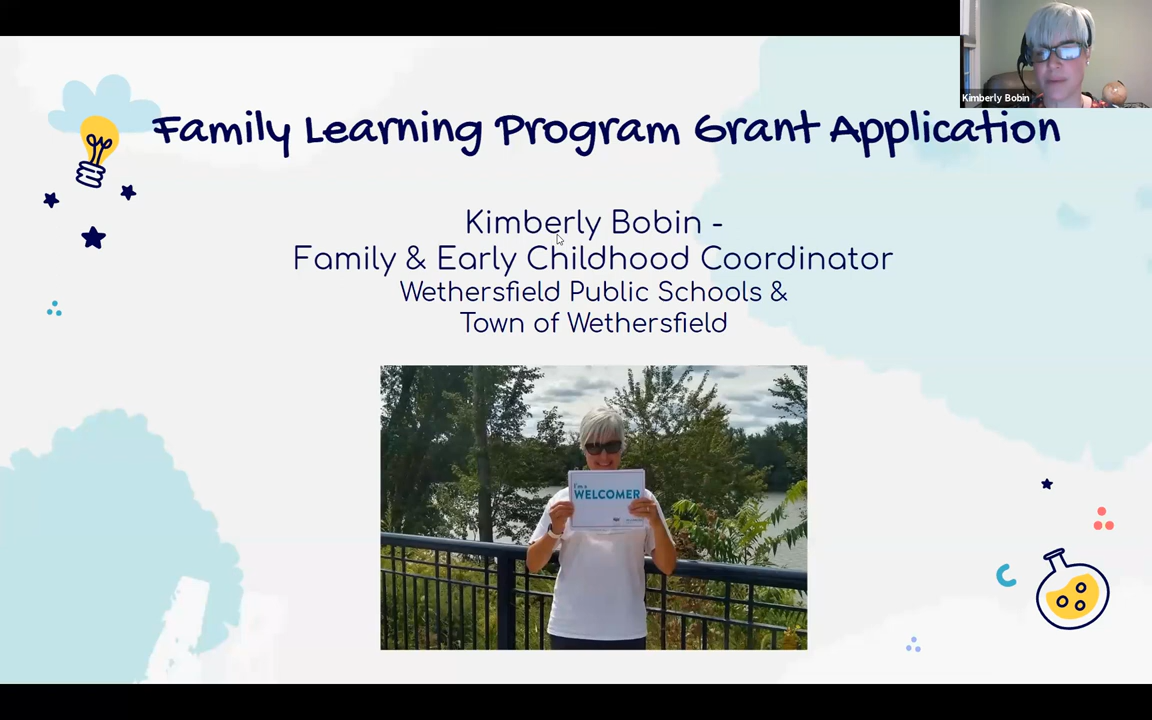 Kimberly Bobin
Family Learning Program Grant Application
Kimberly Bobin -
Family & Early Childhood Coordinator
Wethersfield Public Schools &
Town of Wethersfield
I'm a
WELCOMER